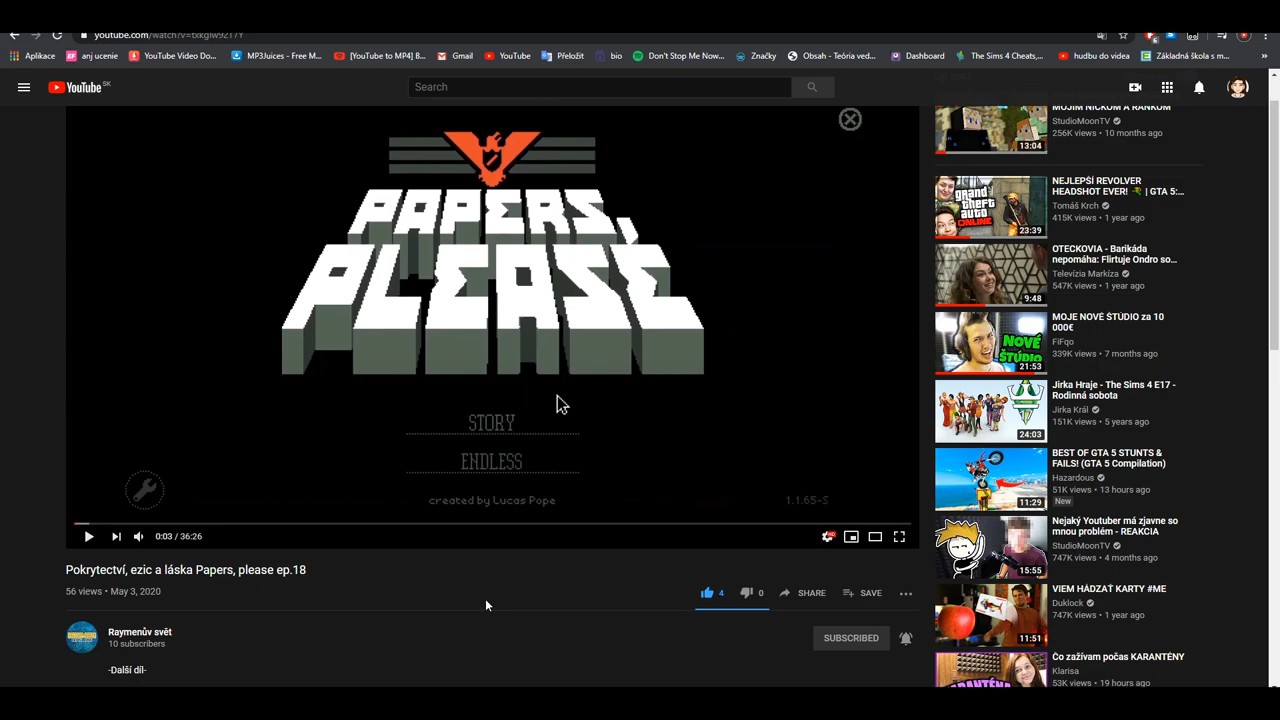 youtube.com/watch?v=
Aplikace
anj ucenie
YouTube Video Do...
MP3Juices - Free M...
[YouTube to MP4] B...
Gmail
YouTube
Přeložit
bio
Don't Stop Me Now...
Značky
Obsah - Teória ved...
Dashboard
The Sims 4 Cheats,...
hudbu do videa
Základná škola s m...
»
YouTube SK
Search
PAPERS,
PLEASE
STORY
ENDLESS
created by Lucas Pope
1.1.65-S
0:03 / 36:26
HD
Pokrytectví, ezic a láska Papers, please ep.18
56 views • May 3, 2020
4
0
SHARE
SAVE
Raymenův svět
10 subscribers
SUBSCRIBED
-Další díl-
MOJIM NICKOM A RANKOM
StudioMoonTV
256K views • 10 months ago
13:04
NEJLEPŠÍ REVOLVER
HEADSHOT EVER! | GTA 5:...
Tomáš Krch
415K views • 1 year ago
grand
theft
auto
ONLINE
23:39
OTECKOVIA - Barikáda
nepomáha: Flirtuje Ondro so...
Televízia Markíza
547K views • 1 year ago
9:48
MOJE NOVÉ ŠTÚDIO za 10
000€
FiFqo
339K views • 7 months ago
NOVÉ
ŠTÚDIO
21:53
Jirka Hraje - The Sims 4 E17 -
Rodinná sobota
Jirka Král
151K views • 5 years ago
24:03
BEST OF GTA 5 STUNTS &
FAILS! (GTA 5 Compilation)
Hazardous
51K views • 13 hours ago
New
11:29
Nejaký Youtuber má zjavne so
mnou problém - REAKCIA
StudioMoonTV
747K views • 4 months ago
15:55
VIEM HÁDZAŤ KARTY #ME
Duklock
747K views • 1 year ago
11:51
Čo zažívam počas KARANTÉNY
Klarisa
53K views • 19 hours ago